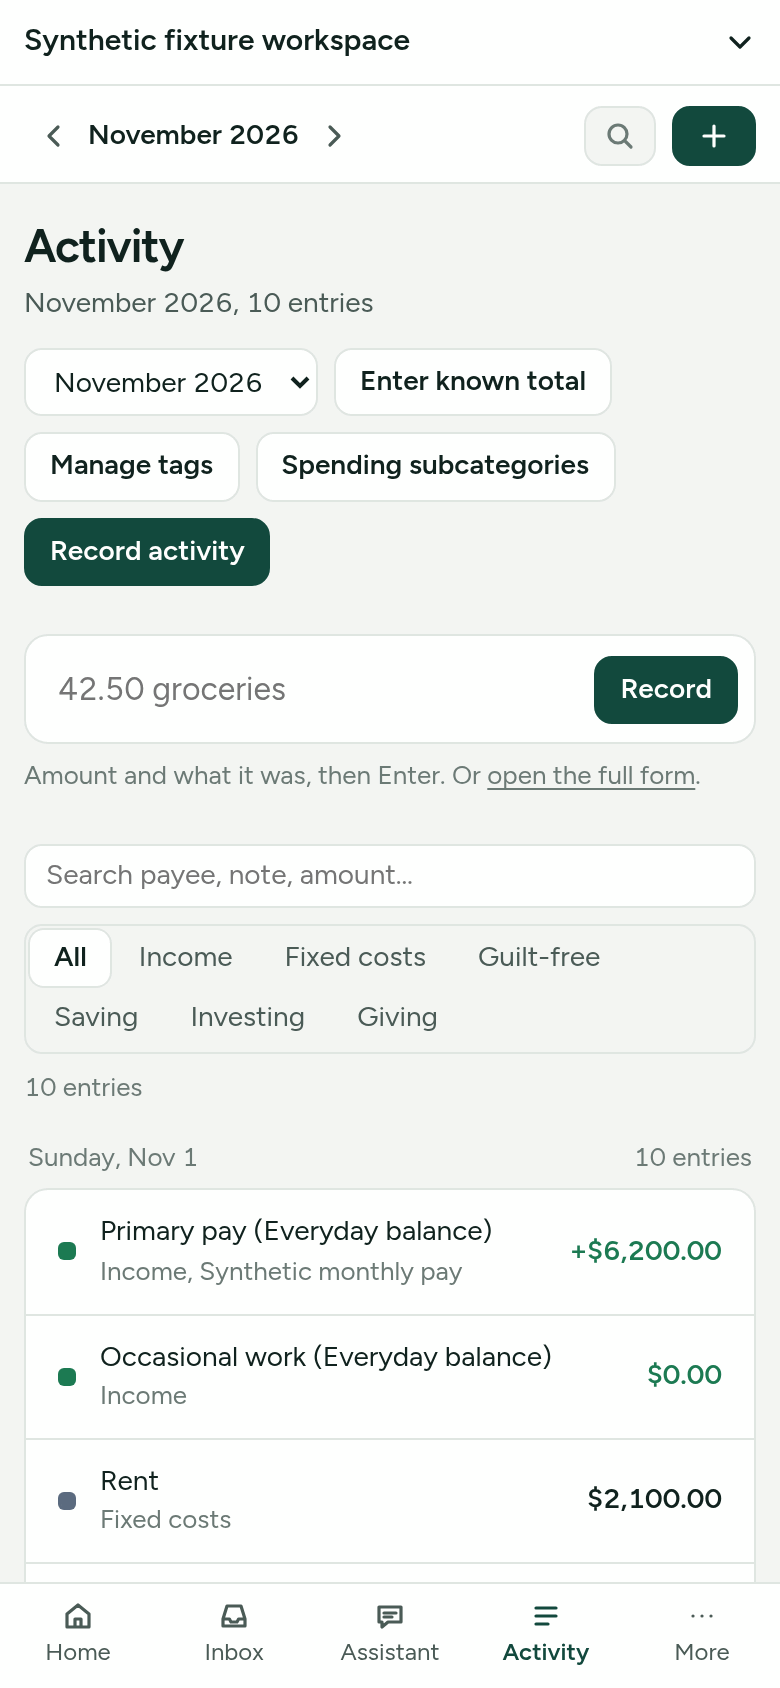 Synthetic fixture workspace
November 2026
Activity
November 2026, 10 entries
November 2026
Enter known total
Manage tags
Spending subcategories
Record activity
42.50 groceries
Record
Amount and what it was, then Enter. Or open the full form.
Search payee, note, amount...
All Income Fixed costs Guilt-free
Saving Investing Giving
10 entries
Sunday, Nov 1 10 entries
Primary pay (Everyday balance)
Income, Synthetic monthly pay
+$6,200.00
Occasional work (Everyday balance)
Income
$0.00
Rent
Fixed costs
$2,100.00
Home Inbox Assistant Activity More